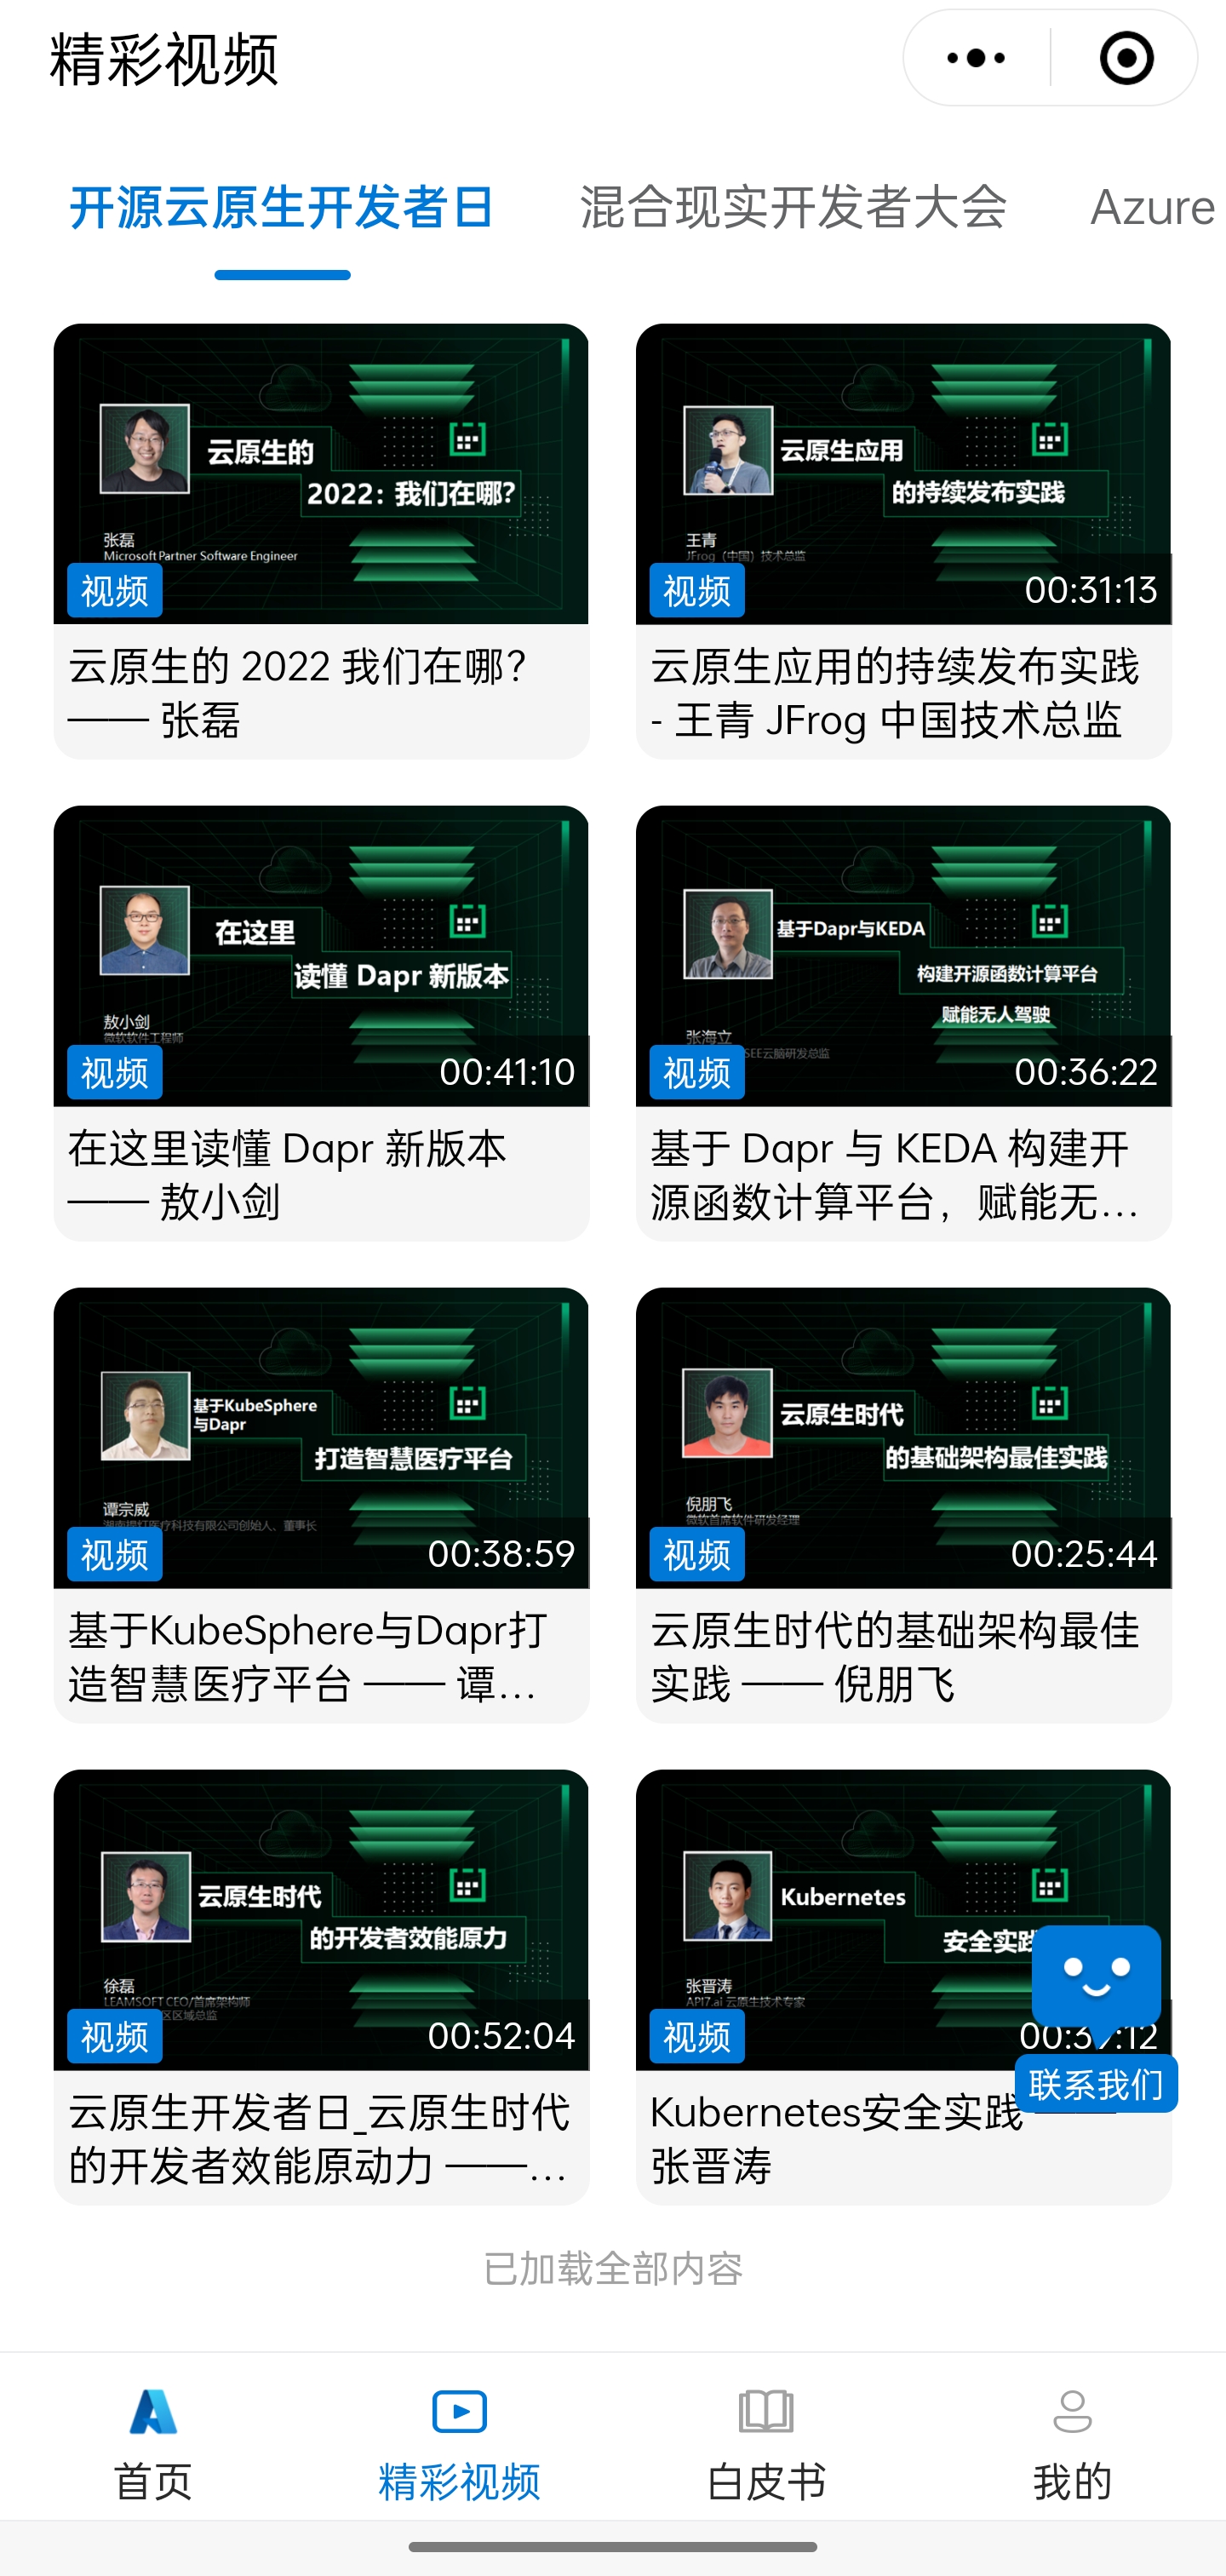 精彩视频
开源云原生开发者日
混合现实开发者大会
Azure
云原生的
2022：我们在哪？
张磊
Microsoft Partner Software Engineer
视频
云原生的 2022 我们在哪？
—— 张磊
云原生应用
的持续发布实践
王青
JFrog（中国）技术总监
视频
00:31:13
云原生应用的持续发布实践
- 王青 JFrog 中国技术总监
在这里
读懂 Dapr 新版本
敖小剑
微软软件工程师
视频
00:41:10
在这里读懂 Dapr 新版本
—— 敖小剑
基于Dapr与KEDA
构建开源函数计算平台
赋能无人驾驶
张海立
SEE云脑研发总监
视频
00:36:22
基于 Dapr 与 KEDA 构建开
源函数计算平台，赋能无...
基于KubeSphere
与Dapr
打造智慧医疗平台
谭宗威
湖南提灯医疗科技有限公司创始人、董事长
视频
00:38:59
基于KubeSphere与Dapr打
造智慧医疗平台 —— 谭...
云原生时代
的基础架构最佳实践
倪朋飞
微软首席软件研发经理
视频
00:25:44
云原生时代的基础架构最佳
实践 —— 倪朋飞
云原生时代
的开发者效能原力
徐磊
LEAMSOFT CEO/首席架构师
区区域总监
视频
00:52:04
云原生开发者日_云原生时代
的开发者效能原动力 ——...
Kubernetes
安全实践
张晋涛
API7.ai 云原生技术专家
视频
00:39:12
联系我们
Kubernetes安全实践 ——
张晋涛
已加载全部内容
首页
精彩视频
白皮书
我的